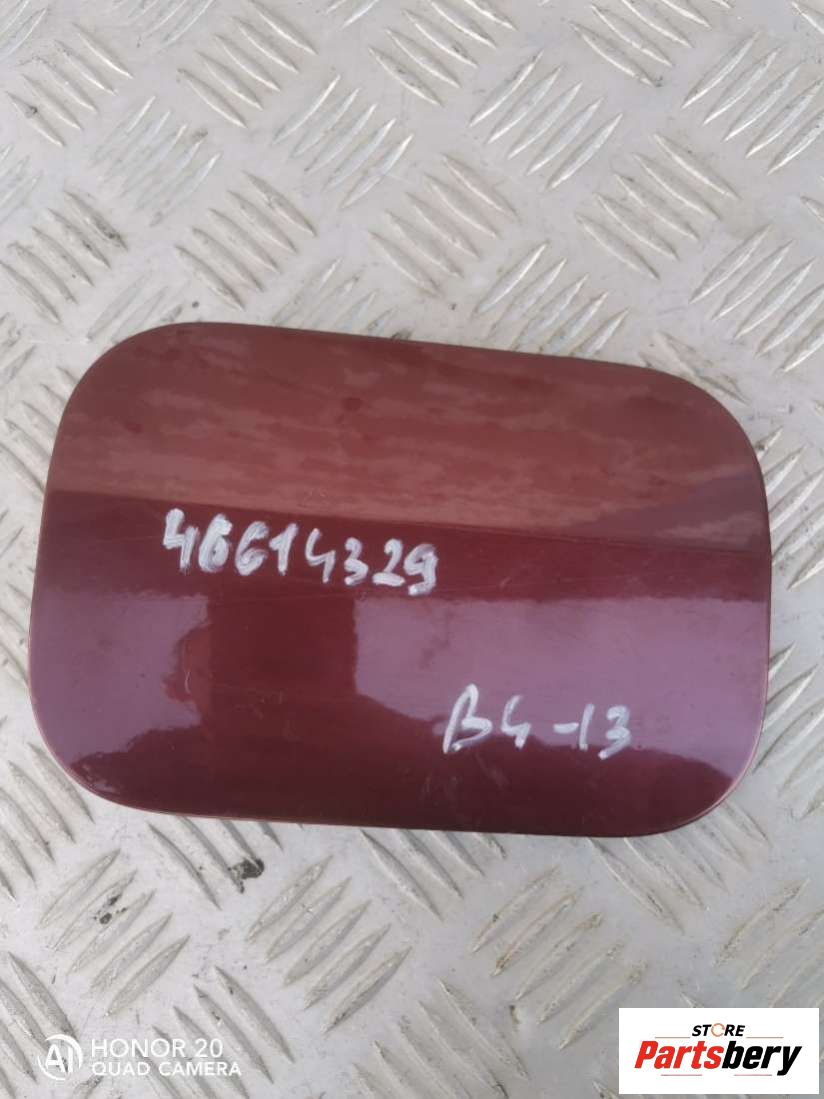 46614329
B4-13
HONOR 20
QUAD CAMERA
STORE
Partsbery